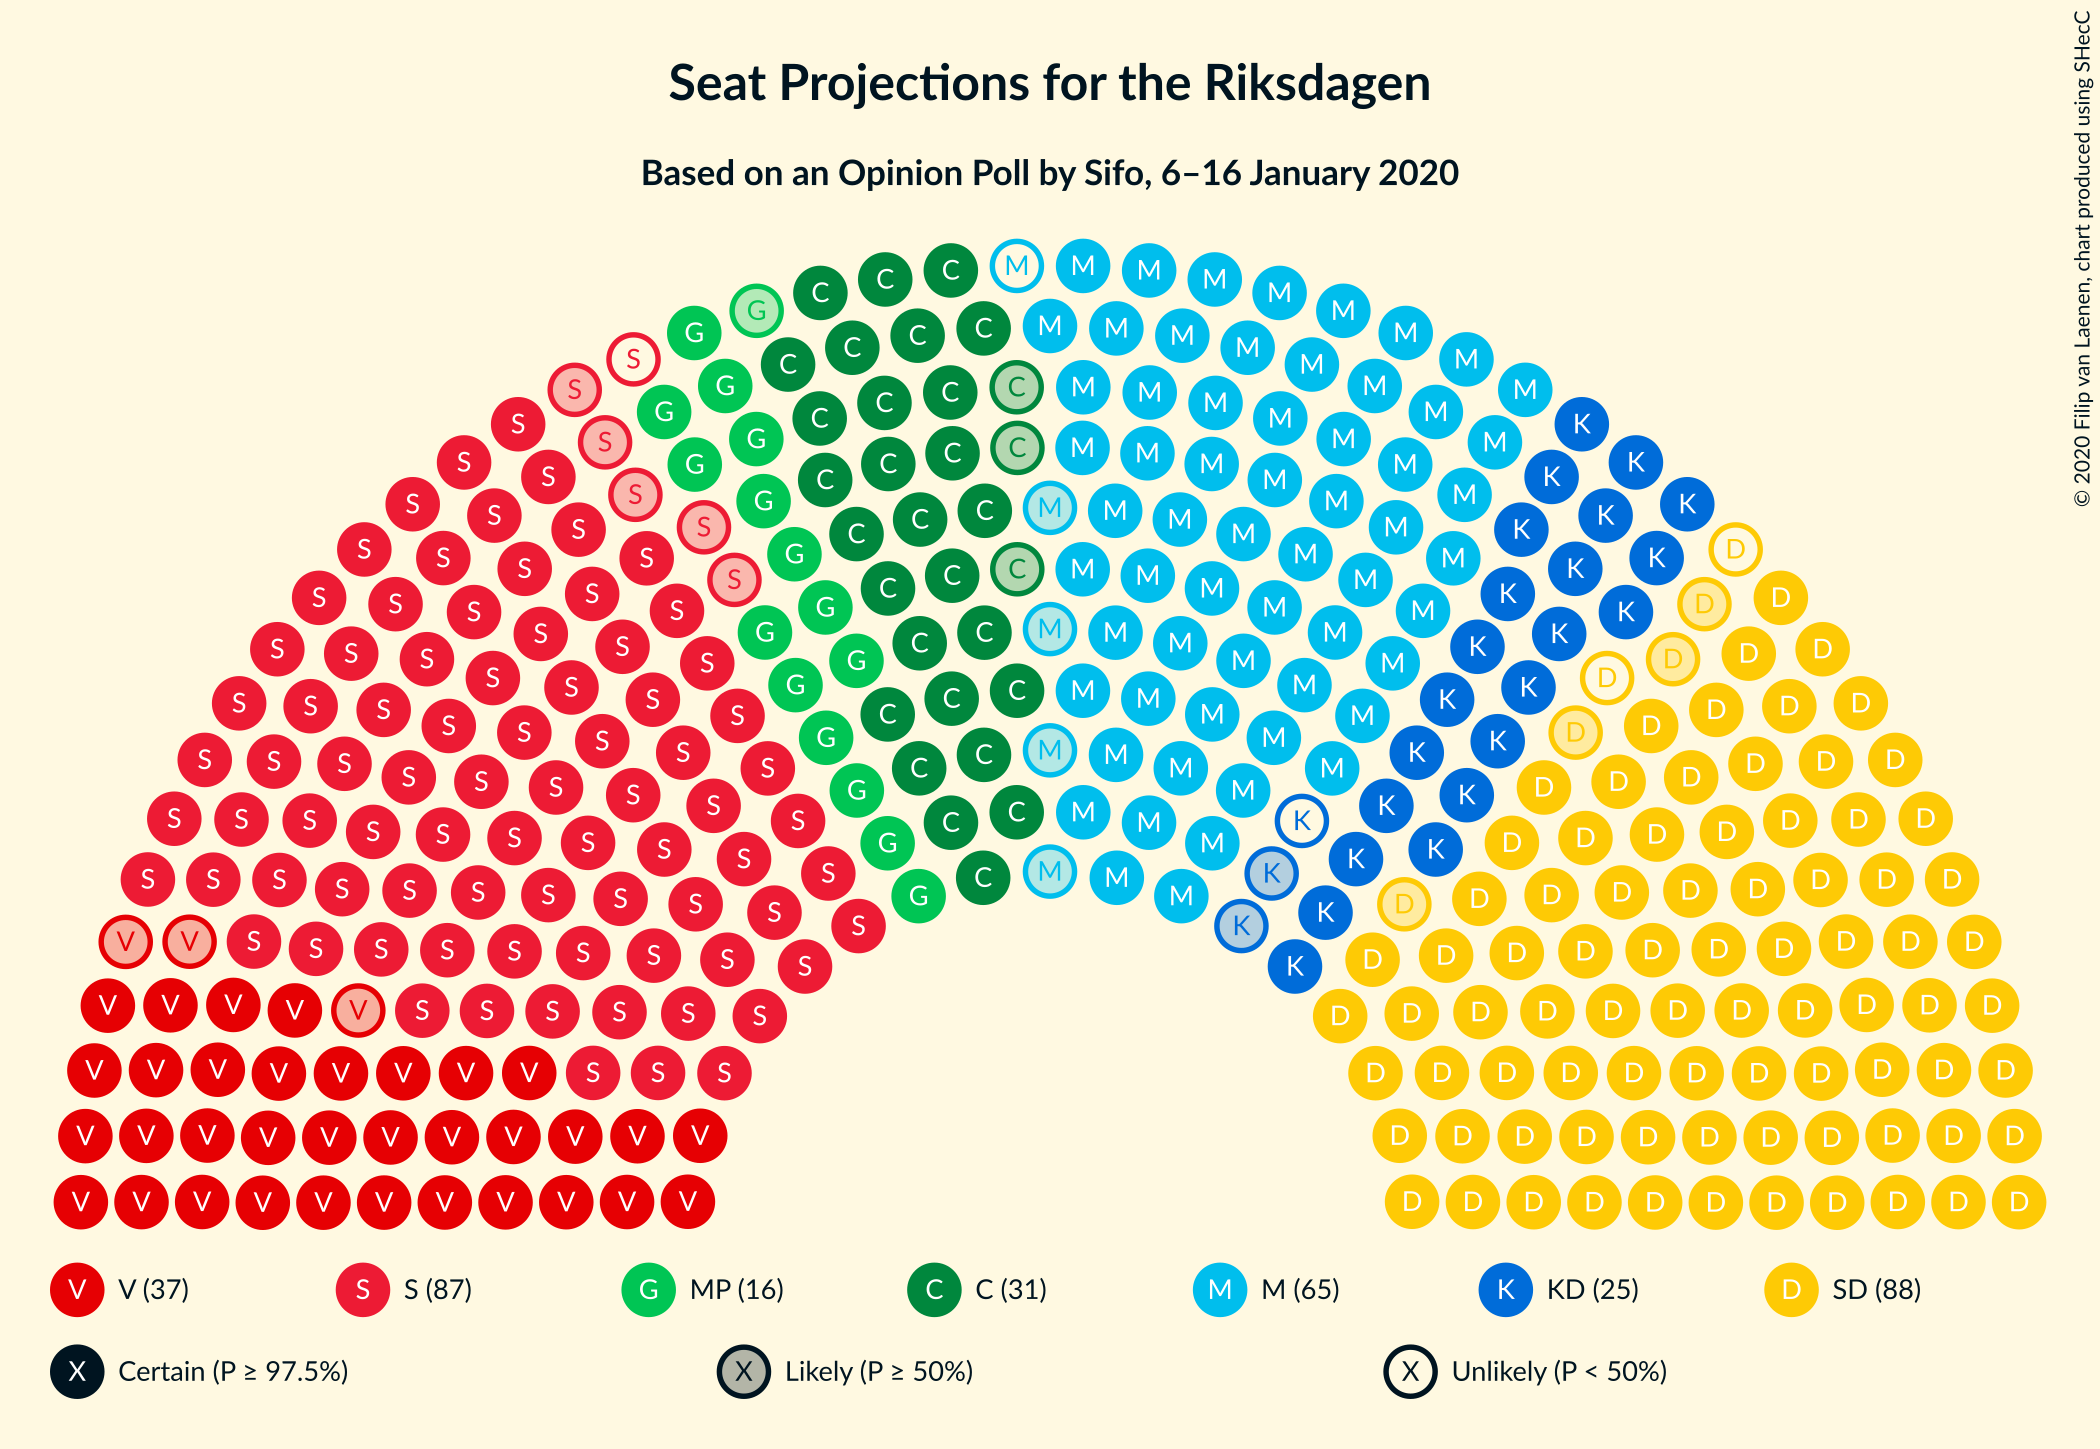 Seat Projections for the Riksdagen
Based on an Opinion Poll by Sifo, 6–16 January 2020
© 2020 Filip van Laenen, chart produced using SHecC
V V (37)
S S (87)
G MP (16)
C C (31)
M M (65)
K KD (25)
D SD (88)
X Certain (P ≥ 97.5%)
X Likely (P ≥ 50%)
X Unlikely (P < 50%)